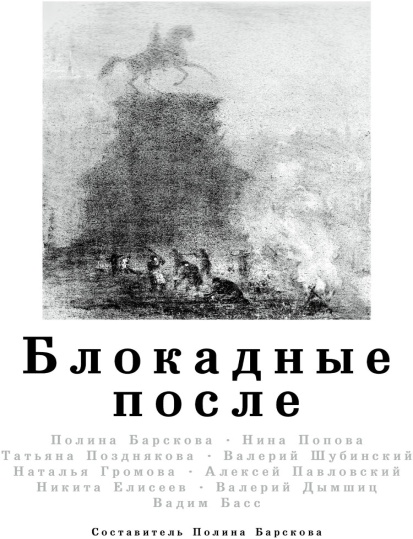 Блокадные
после
Полина Барскова · Нина Попова
Татьяна Позднякова · Валерий Шубинский
Наталья Громова · Алексей Павловский
Никита Елисеев · Валерий Дымшиц
Вадим Басс
Составитель Полина Барскова